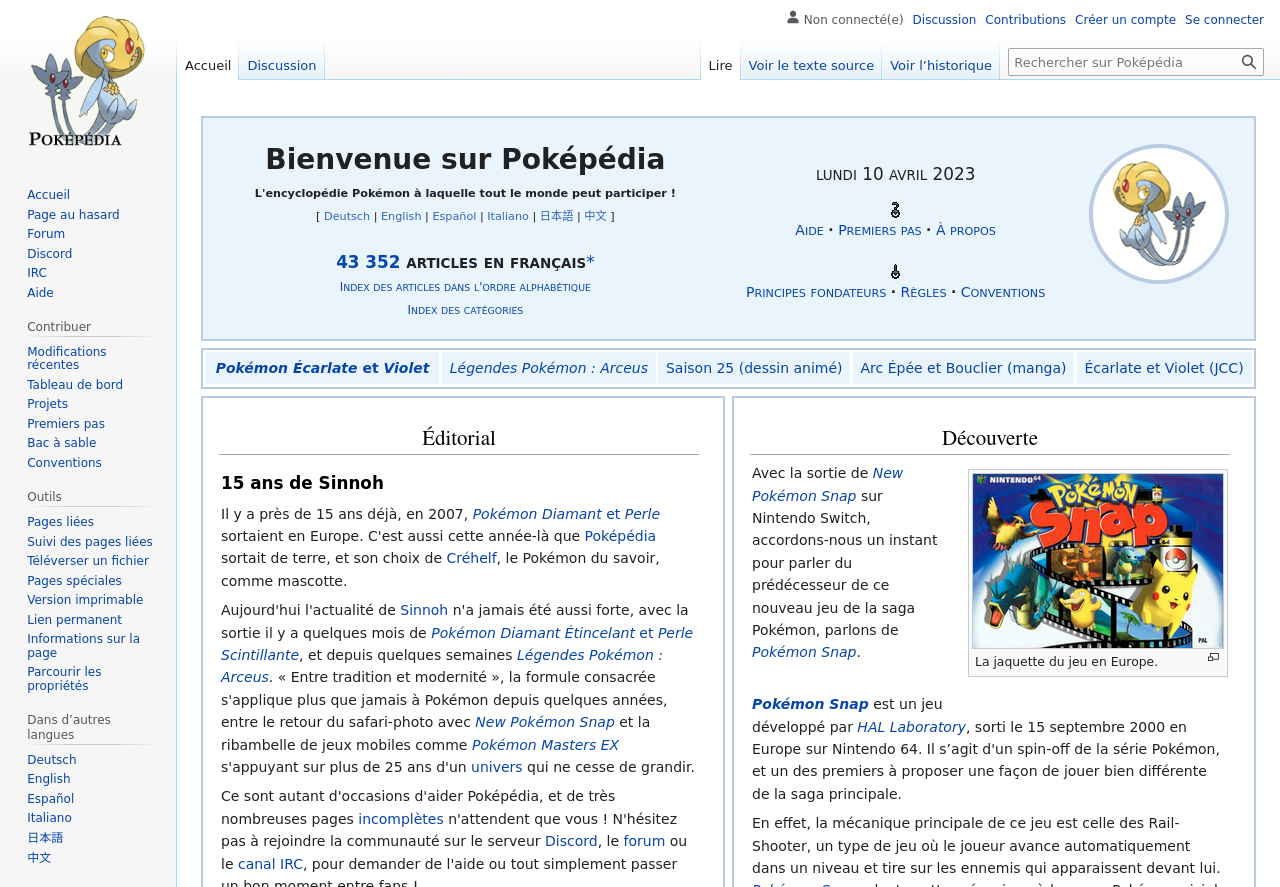 Non connecté(e) Discussion Contributions Créer un compte Se connecter
POKÉPÉDIA
Accueil Discussion Lire Voir le texte source Voir l’historique Rechercher sur Poképédia
Accueil
Page au hasard
Forum
Discord
IRC
Aide
Contribuer
Modifications
récentes
Tableau de bord
Projets
Premiers pas
Bac à sable
Conventions
Outils
Pages liées
Suivi des pages liées
Téléverser un fichier
Pages spéciales
Version imprimable
Lien permanent
Informations sur la
page
Parcourir les
propriétés
Dans d’autres
langues
Deutsch
English
Español
Italiano
日本語
中文
Bienvenue sur Poképédia
L'encyclopédie Pokémon à laquelle tout le monde peut participer !
[ Deutsch | English | Español | Italiano | 日本語 | 中文 ]
43 352 articles en français*
Index des articles dans l'ordre alphabétique
Index des catégories
lundi 10 avril 2023
Aide · Premiers pas · À propos
Principes fondateurs · Règles · Conventions
Pokémon Écarlate et Violet
Légendes Pokémon : Arceus
Saison 25 (dessin animé)
Arc Épée et Bouclier (manga)
Écarlate et Violet (JCC)
Éditorial
15 ans de Sinnoh
Il y a près de 15 ans déjà, en 2007, Pokémon Diamant et Perle
sortaient en Europe. C'est aussi cette année-là que Poképédia
sortait de terre, et son choix de Créhelf, le Pokémon du savoir,
comme mascotte.
Aujourd'hui l'actualité de Sinnoh n'a jamais été aussi forte, avec la
sortie il y a quelques mois de Pokémon Diamant Étincelant et Perle
Scintillante, et depuis quelques semaines Légendes Pokémon :
Arceus. « Entre tradition et modernité », la formule consacrée
s'applique plus que jamais à Pokémon depuis quelques années,
entre le retour du safari-photo avec New Pokémon Snap et la
ribambelle de jeux mobiles comme Pokémon Masters EX
s'appuyant sur plus de 25 ans d'un univers qui ne cesse de grandir.
Ce sont autant d'occasions d'aider Poképédia, et de très
nombreuses pages incomplètes n'attendent que vous ! N'hésitez
pas à rejoindre la communauté sur le serveur Discord, le forum ou
le canal IRC, pour demander de l'aide ou tout simplement passer
un bon moment entre fans !
Découverte
Avec la sortie de New
Pokémon Snap sur
Nintendo Switch,
accordons-nous un instant
pour parler du
prédécesseur de ce
nouveau jeu de la saga
Pokémon, parlons de
Pokémon Snap.
NINTENDO64
POKéMON
Snap
PAL
La jaquette du jeu en Europe.
Pokémon Snap est un jeu
développé par HAL Laboratory, sorti le 15 septembre 2000 en
Europe sur Nintendo 64. Il s’agit d'un spin-off de la série Pokémon,
et un des premiers à proposer une façon de jouer bien différente
de la saga principale.
En effet, la mécanique principale de ce jeu est celle des Rail-
Shooter, un type de jeu où le joueur avance automatiquement
dans un niveau et tire sur les ennemis qui apparaissent devant lui.